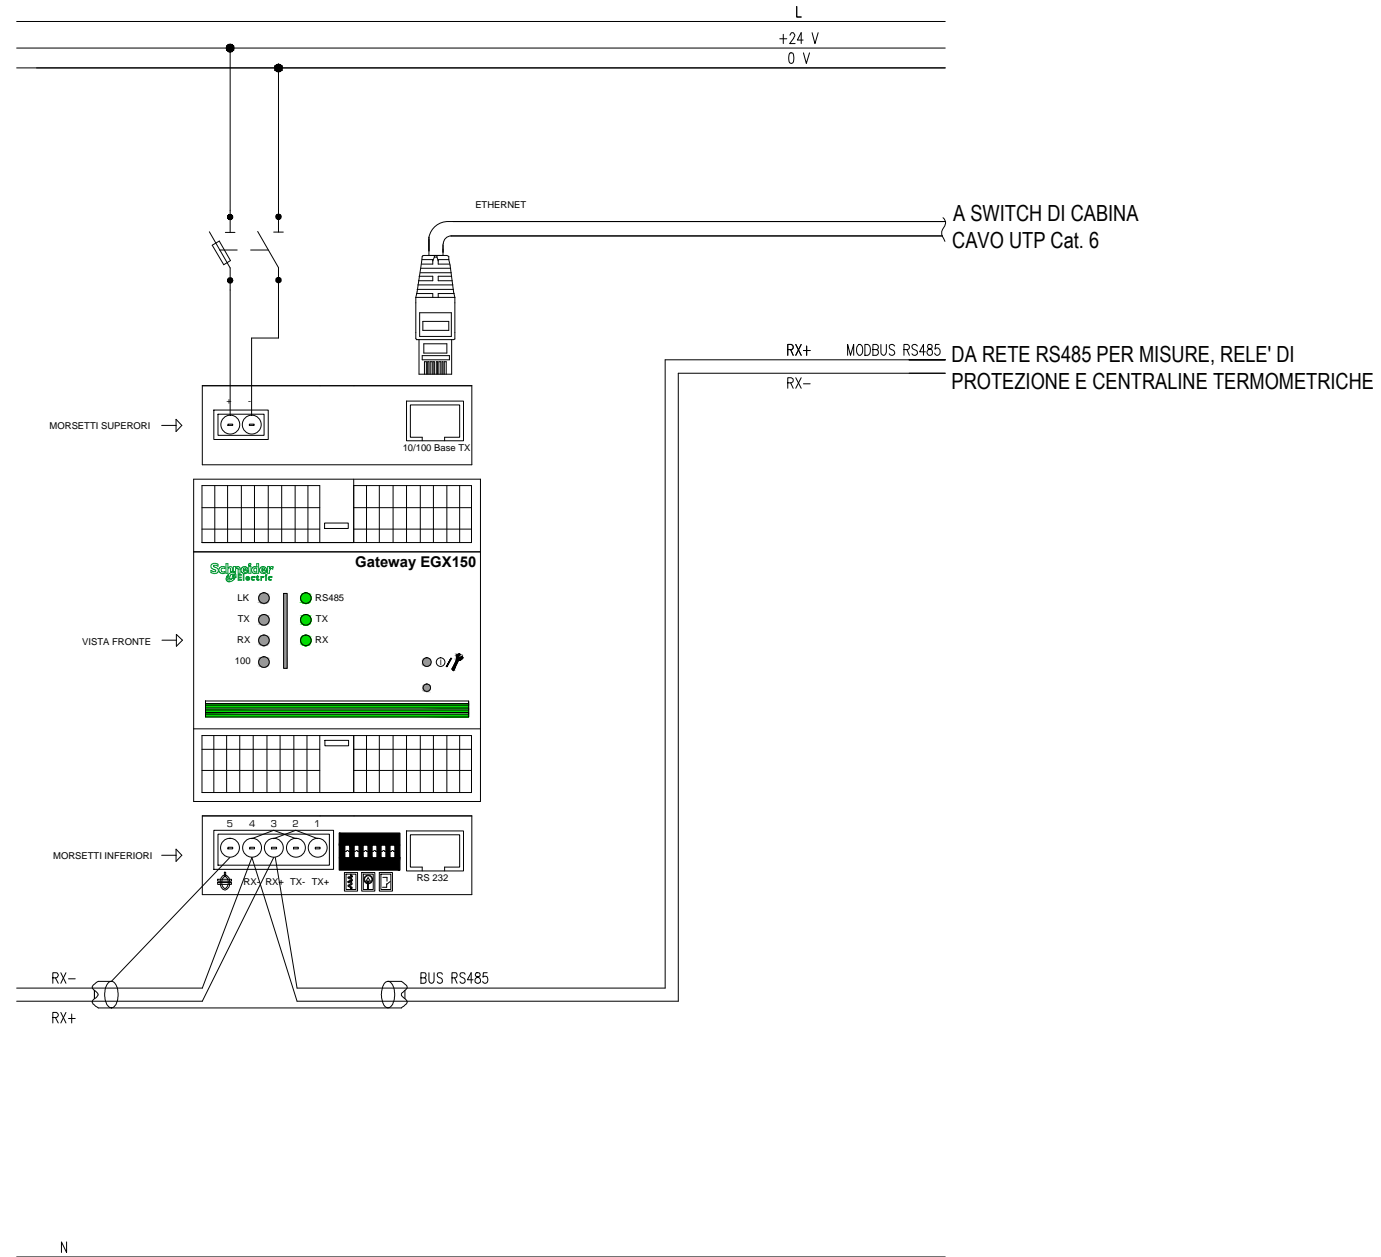 L
+24 V
0 V
ETHERNET
A SWITCH DI CABINA
CAVO UTP Cat. 6
RX+
MODBUS RS485
DA RETE RS485 PER MISURE, RELE' DI
RX-
PROTEZIONE E CENTRALINE TERMOMETRICHE
+ -
MORSETTI SUPERORI
10/100 Base TX
Gateway EGX150
Schneider
Electric
LK
RS485
TX
TX
VISTA FRONTE
RX
RX
100
5 4 3 2 1
MORSETTI INFERIORI
RX- RX+ TX- TX+
RS 232
RX-
BUS RS485
RX+
N